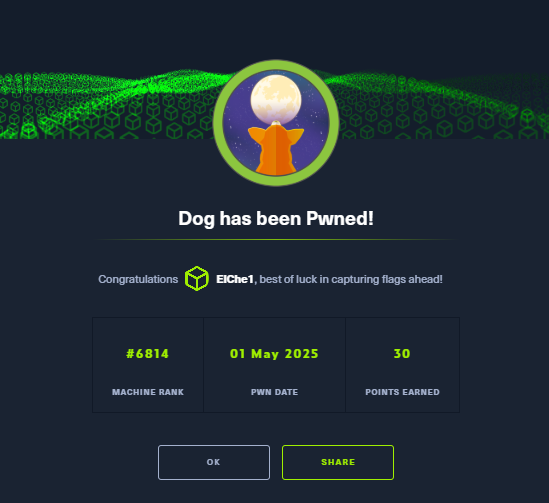 Dog has been Pwned!
Congratulations ElChe1, best of luck in capturing flags ahead!
#6814 01 May 2025 30
MACHINE RANK PWN DATE POINTS EARNED
OK SHARE